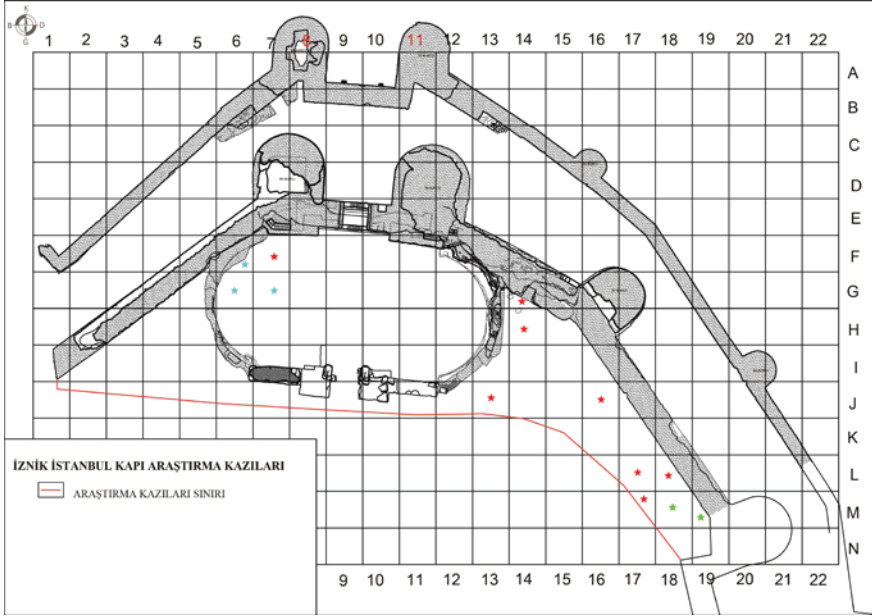 K
B D
G
1 2 3 4 5 6 7 8 9 10 11 12 13 14 15 16 17 18 19 20 21 22
A
B
C
D
E
F
G
H
I
J
K
L
M
N
İZNİK İSTANBUL KAPI ARAŞTIRMA KAZILARI
ARAŞTIRMA KAZILARI SINIRI
9 10 11 12 13 14 15 16 17 18 19 20 21 22